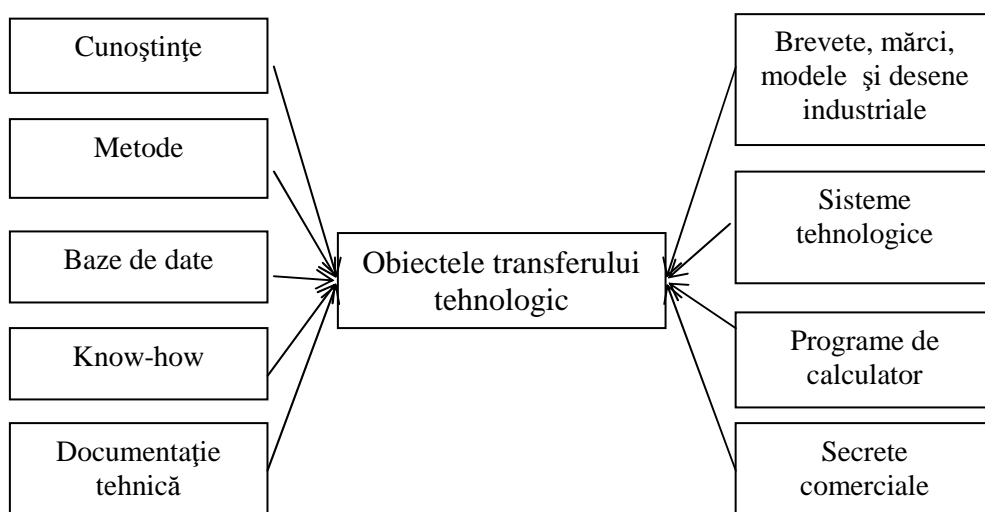 Cunoştinţe
Metode
Baze de date
Know-how
Documentaţie
tehnică
Obiectele transferului
tehnologic
Brevete, mărci,
modele şi desene
industriale
Sisteme
tehnologice
Programe de
calculator
Secrete
comerciale